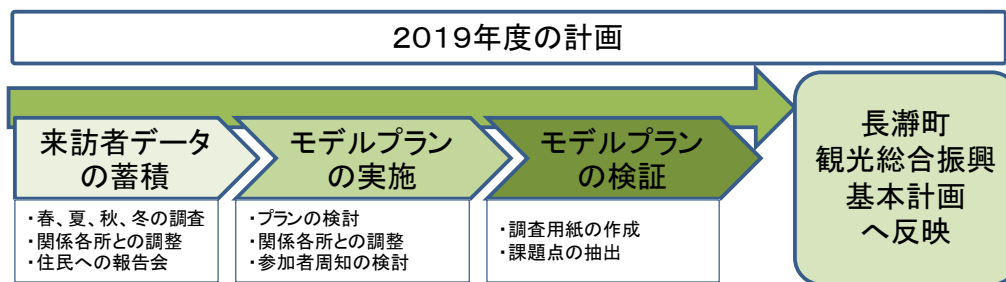 2019年度の計画
来訪者データ
の蓄積
・春、夏、秋、冬の調査
・関係各所との調整
・住民への報告会
モデルプラン
の実施
・プランの検討
・関係各所との調整
・参加者周知の検討
モデルプラン
の検証
・調査用紙の作成
・課題点の抽出
長瀞町
観光総合振興
基本計画
へ反映